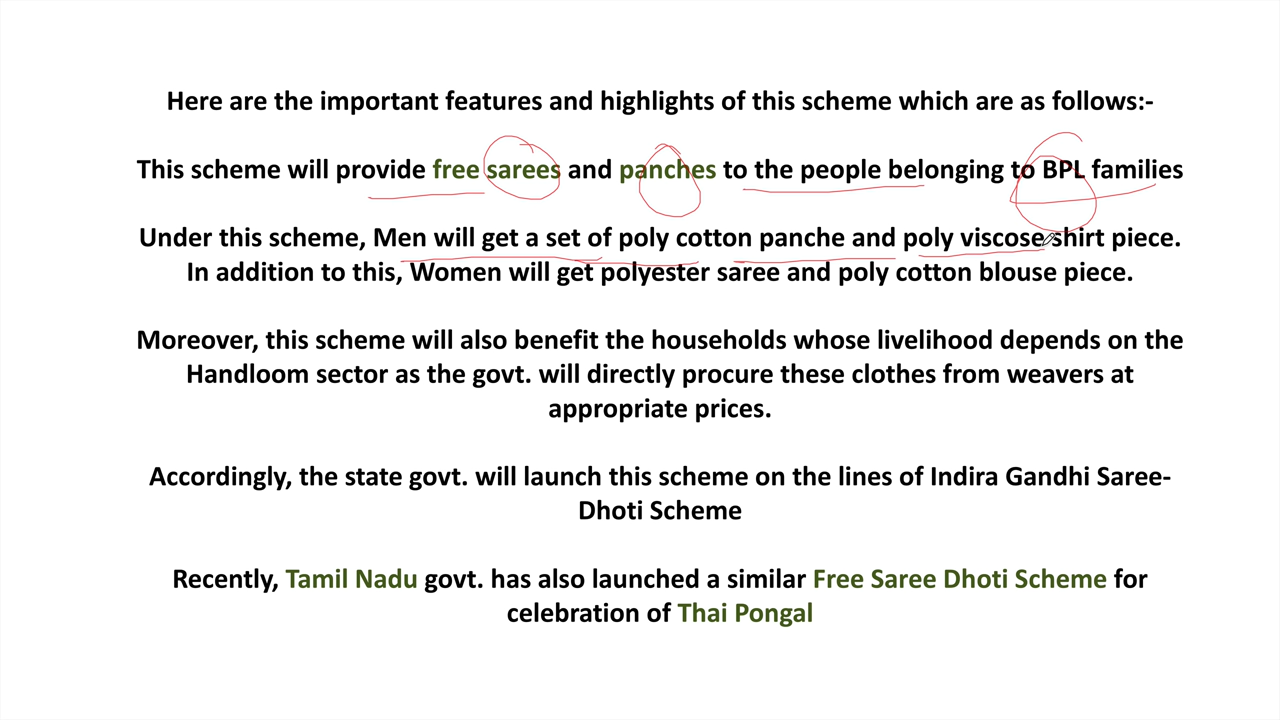 Here are the important features and highlights of this scheme which are as follows:-
This scheme will provide free sarees and panches to the people belonging to BPL families
Under this scheme, Men will get a set of poly cotton panche and poly viscose shirt piece.
In addition to this, Women will get polyester saree and poly cotton blouse piece.
Moreover, this scheme will also benefit the households whose livelihood depends on the
Handloom sector as the govt. will directly procure these clothes from weavers at
appropriate prices.
Accordingly, the state govt. will launch this scheme on the lines of Indira Gandhi Saree-
Dhoti Scheme
Recently, Tamil Nadu govt. has also launched a similar Free Saree Dhoti Scheme for
celebration of Thai Pongal